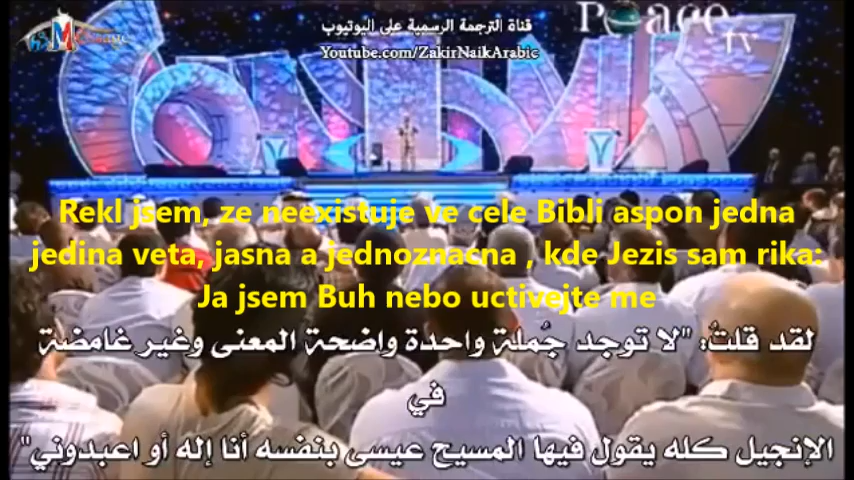 قناة الترجمة الرسمية على اليوتيوب
Youtube.com/ZakirNaikArabic
Peace
tv
Rekl jsem, ze neexistuje ve cele Bibli aspon jedna
jedina veta, jasna a jednoznacna , kde Jezis sam rika:
Ja jsem Buh nebo uctivejte me
لقد قلتُ: "لا توجد جُملة واحدة واضحة المعنى وغير غامضة
في
الإنجيل كله يقول فيها المسيح عيسى بنفسه أنا إله أو اعبدوني"